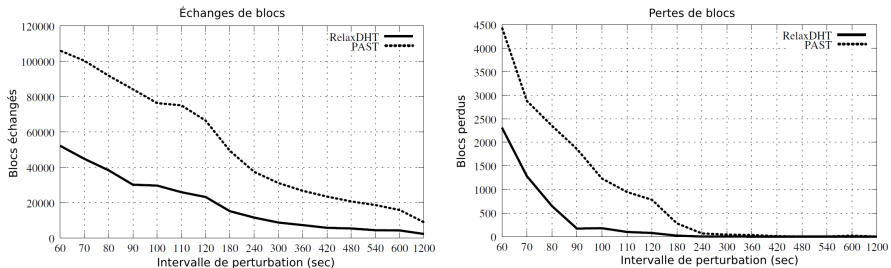 Échanges de blocs
120000
100000
80000
60000
40000
20000
0
Blocs échangés
RelaxDHT
PAST
60 70 80 90 100 110 120 180 240 300 360 420 480 540 600 1200
Intervalle de perturbation (sec)
Pertes de blocs
4500
4000
3500
3000
2500
2000
1500
1000
500
0
Blocs perdus
RelaxDHT
PAST
60 70 80 90 100 110 120 180 240 300 360 420 480 540 600 1200
Intervalle de perturbation (sec)